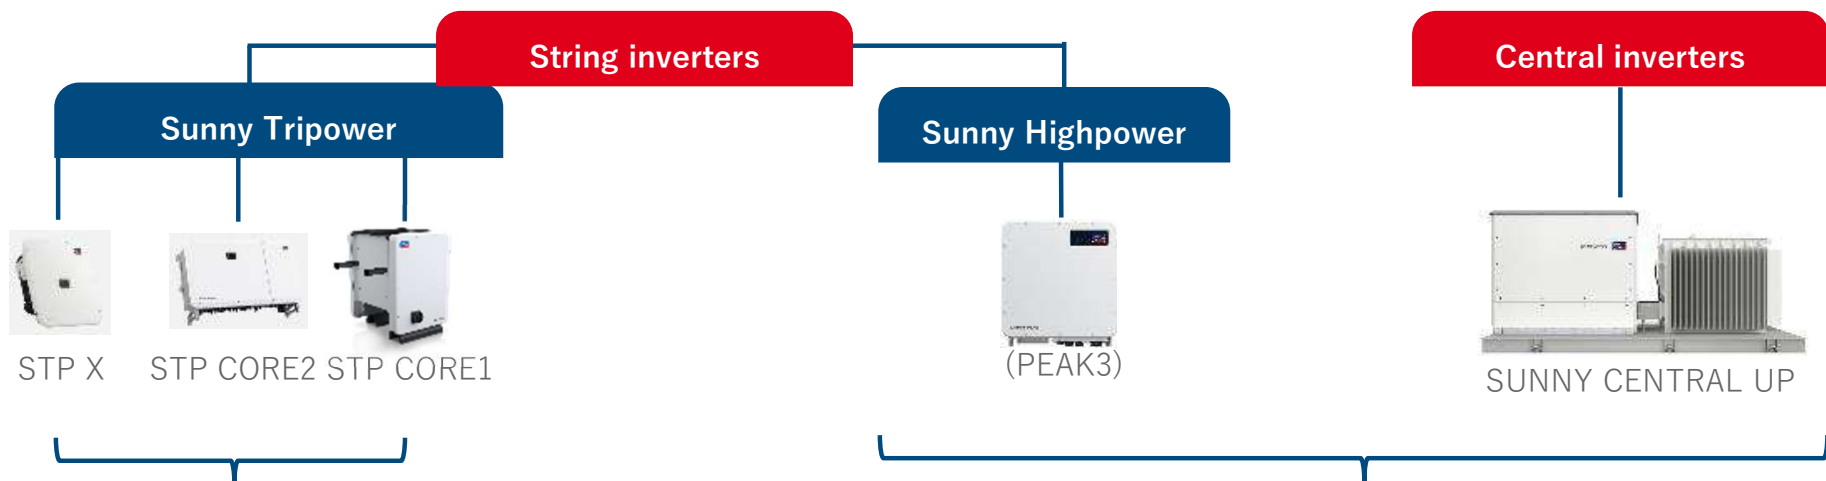 String inverters
Central inverters
Sunny Tripower
Sunny Highpower
STP X
STP CORE2
STP CORE1
(PEAK3)
SUNNY CENTRAL UP